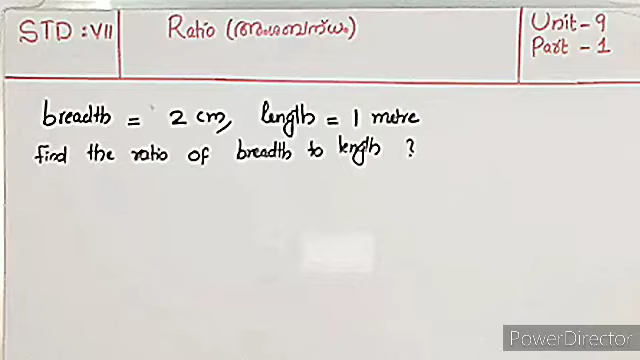 STD : VII
Ratio (അംശബന്ധം)
Unit - 9
Part - 1
breadth = 2 cm, length = 1 metre
find the ratio of breadth to length ?
PowerDirector